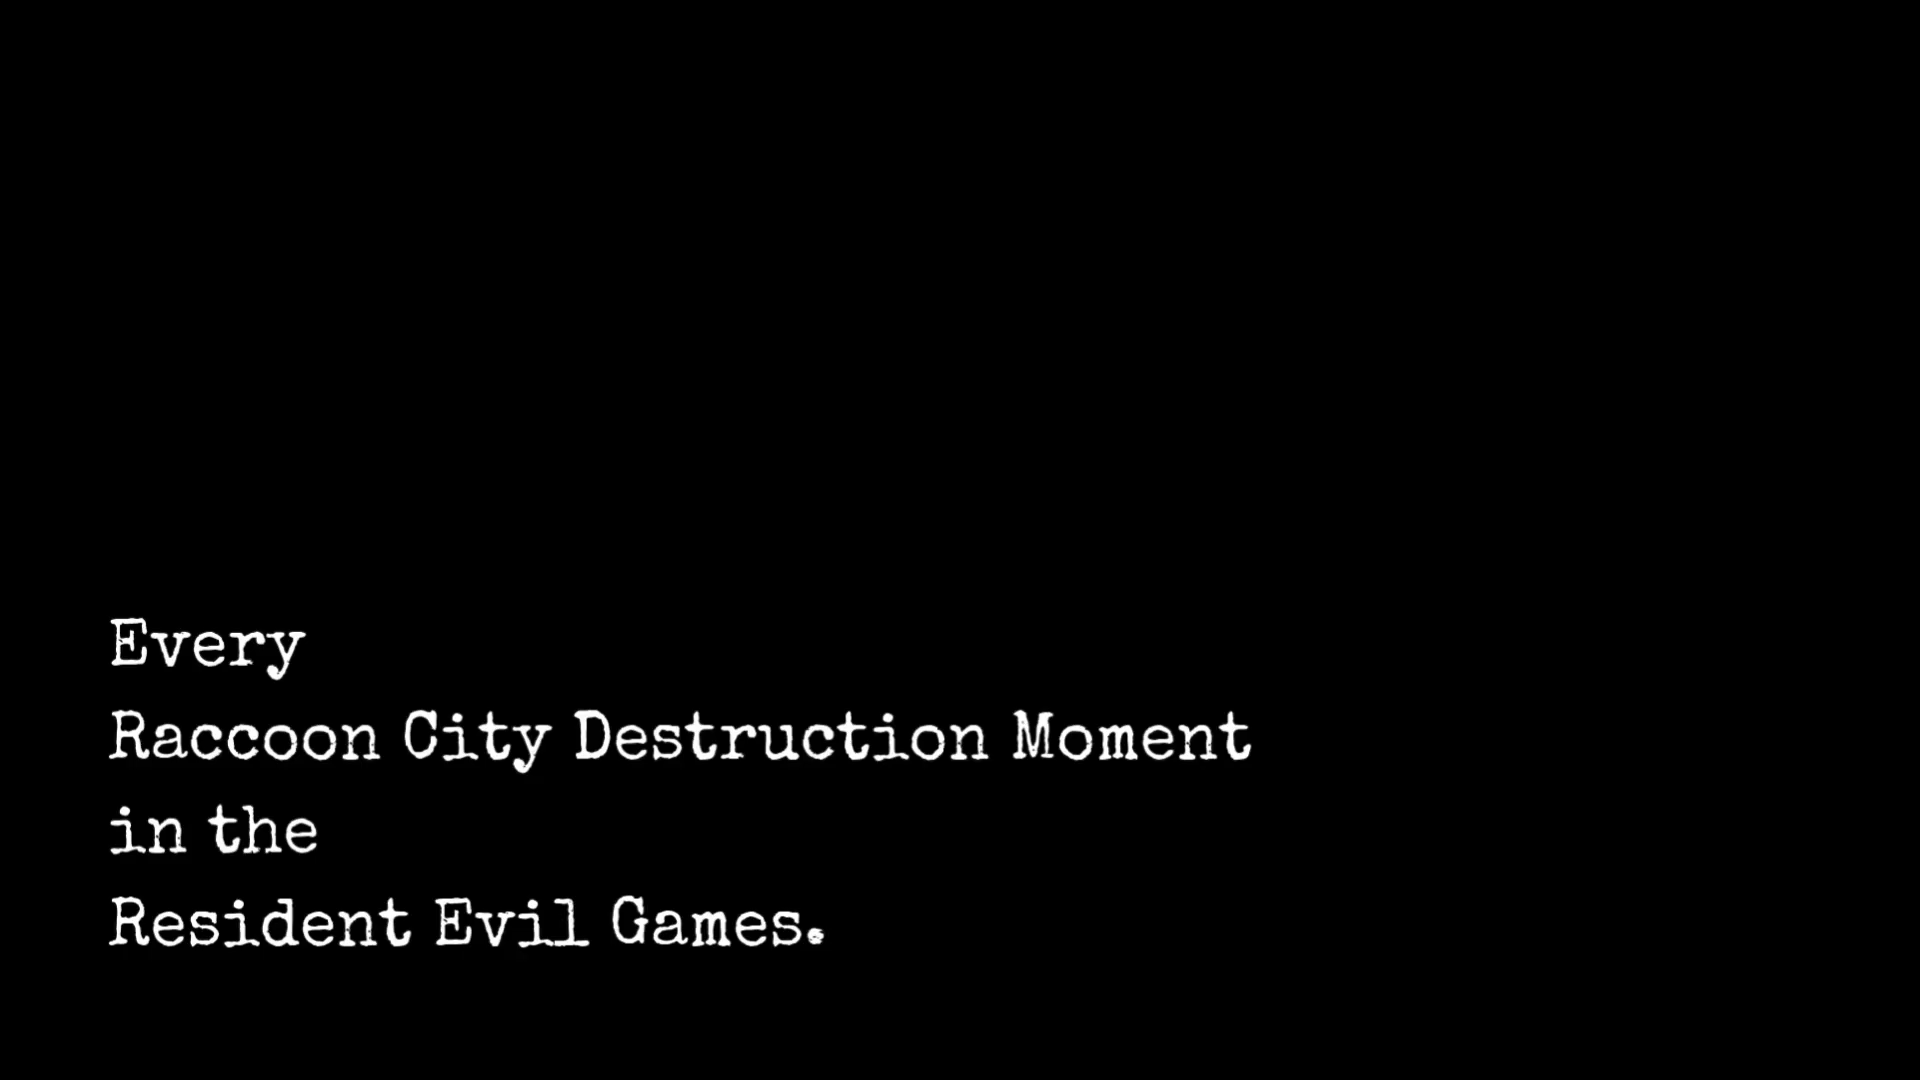 Every
Raccoon City Destruction Moment
in the
Resident Evil Games.